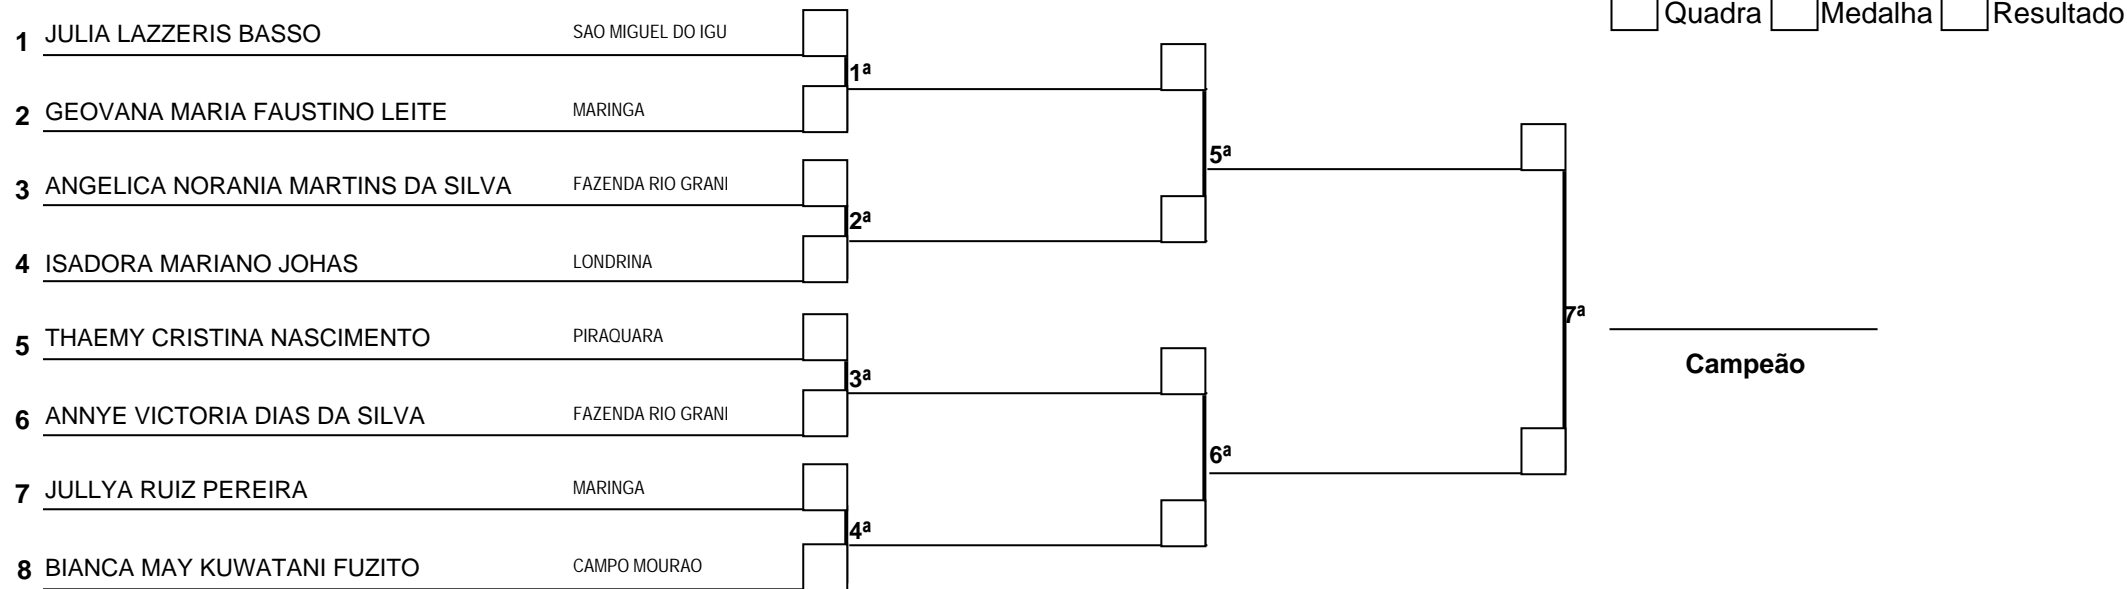 Quadra Medalha Resultado
1 JULIA LAZZERIS BASSO SAO MIGUEL DO IGU
1ª
2 GEOVANA MARIA FAUSTINO LEITE MARINGA
5ª
3 ANGELICA NORANIA MARTINS DA SILVA FAZENDA RIO GRAN
2ª
4 ISADORA MARIANO JOHAS LONDRINA
7ª
5 THAEMY CRISTINA NASCIMENTO PIRAQUARA
Campeão
3ª
6 ANNYE VICTORIA DIAS DA SILVA FAZENDA RIO GRAN
6ª
7 JULLYA RUIZ PEREIRA MARINGA
4ª
8 BIANCA MAY KUWATANI FUZITO CAMPO MOURAO